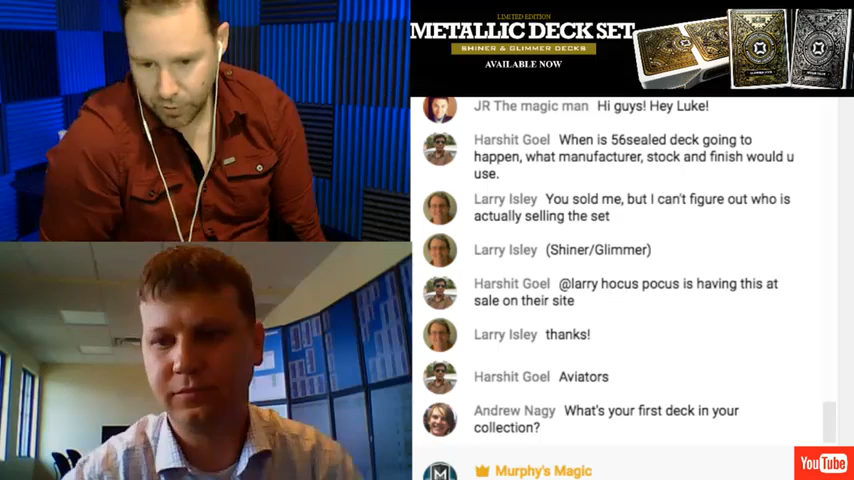 LIMITED EDITION
METALLIC DECK SET
SHINER & GLIMMER DECKS
AVAILABLE NOW
JR The magic man Hi guys! Hey Luke!
Harshit Goel When is 56sealed deck going to
happen, what manufacturer, stock and finish would u
use.
Larry Isley You sold me, but I can't figure out who is
actually selling the set
Larry Isley (Shiner/Glimmer)
Harshit Goel @larry hocus pocus is having this at
sale on their site
Larry Isley thanks!
Harshit Goel Aviators
Andrew Nagy What's your first deck in your
collection?
Murphy's Magic
YouTube